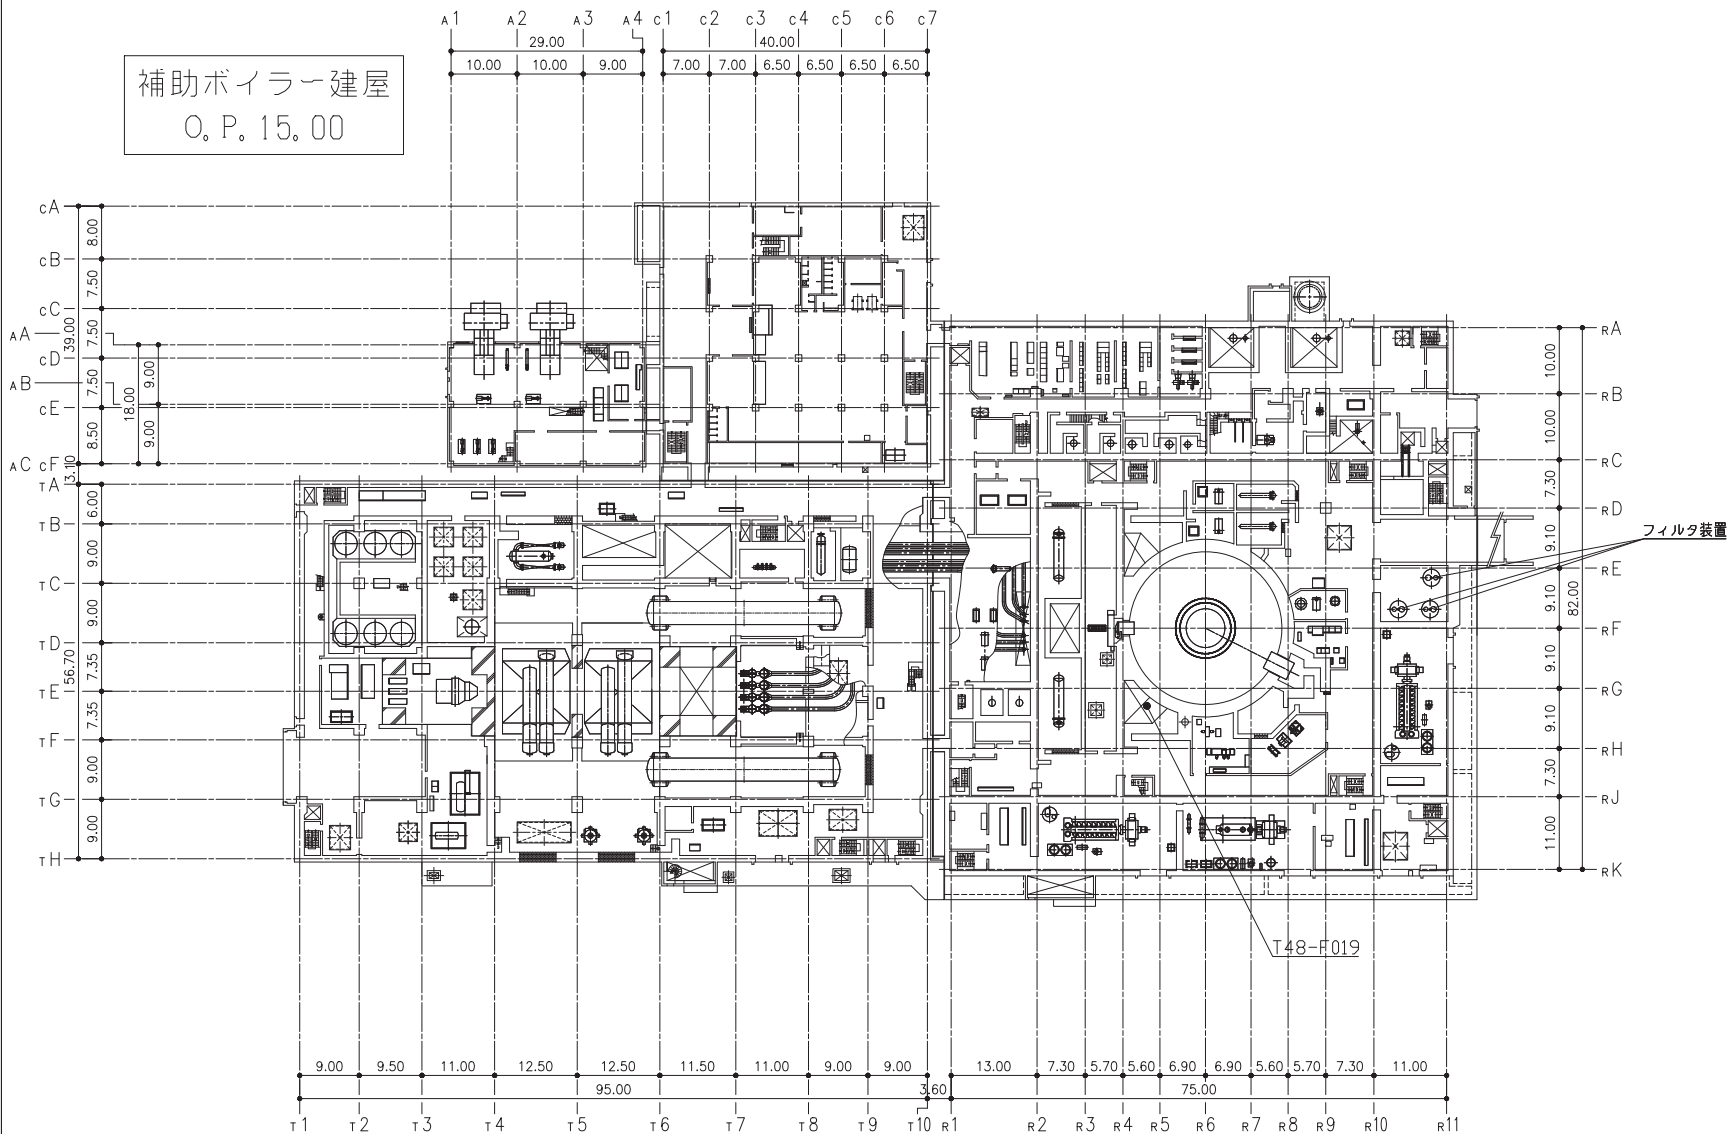 A1 A2 A3 A4 c1 c2 c3 c4 c5 c6 c7
29.00 40.00
10.00 10.00 9.00 7.00 7.00 6.50 6.50 6.50 6.50
補助ボイラー建屋
O.P.15.00
cA
8.00
cB
7.50
cC
AA
39.00
7.50
cD
9.00
AB
7.50
18.00
cE
8.50
9.00
AC cF
3.10
TA
6.00
TB
9.00
TC
9.00
TD
56.70
7.35
TE
7.35
TF
9.00
TG
9.00
TH
RA
10.00
RB
10.00
RC
7.30
RD
9.10
フィルタ装置
RE
9.10
82.00
RF
9.10
RG
9.10
RH
7.30
RJ
11.00
RK
T48-F019
9.00 9.50 11.00 12.50 12.50 11.50 11.00 9.00 9.00 13.00 7.30 5.70 5.60 6.90 6.90 5.60 5.70 7.30 11.00
95.00 3.60 75.00
T1 T2 T3 T4 T5 T6 T7 T8 T9 T10 R1 R2 R3 R4 R5 R6 R7 R8 R9 R10 R11